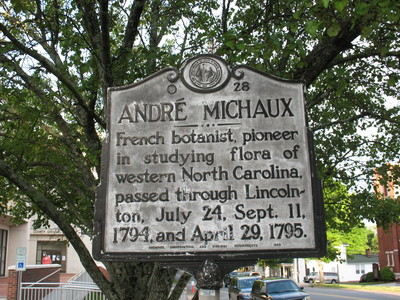 O 28
ANDRÉ MICHAUX
French botanist, pioneer
in studying flora of
western North Carolina,
passed through Lincoln-
ton, July 24, Sept. 11,
1794 and April 29, 1795.